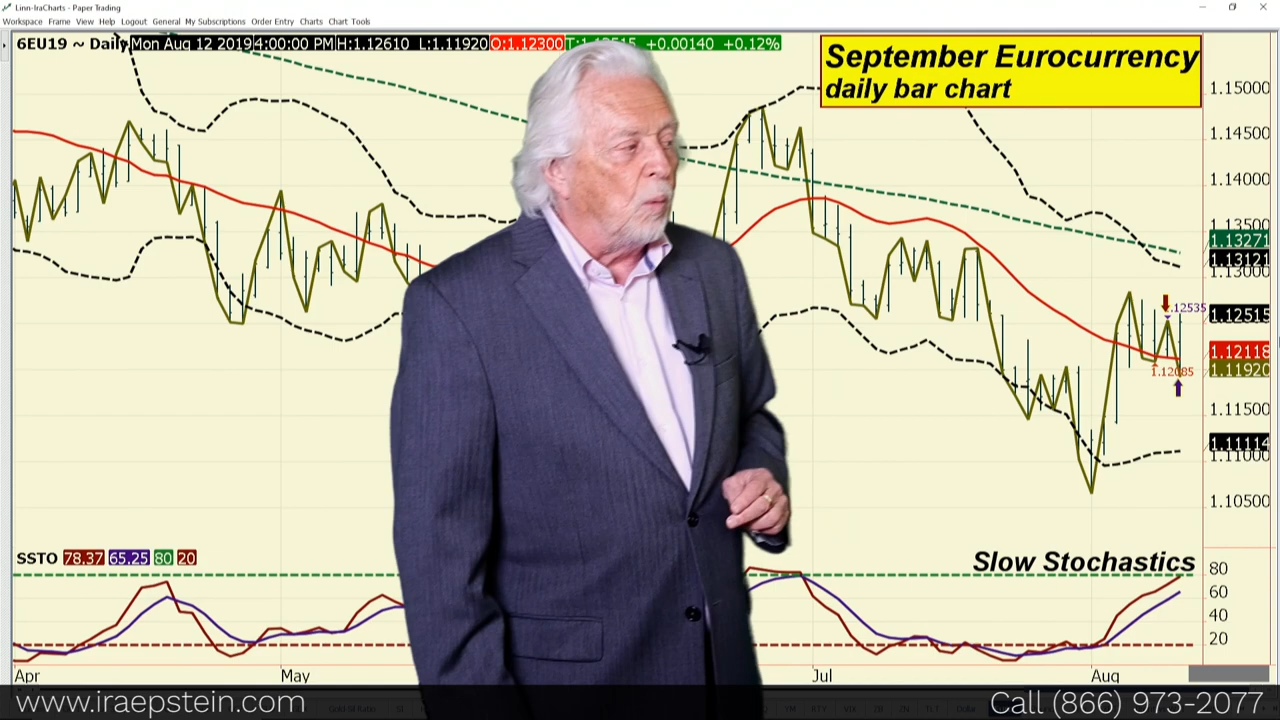 Linn-IraCharts - Paper Trading
Workspace Frame View Help Logout General My Subscriptions Order Entry Charts Chart Tools
6EU19 ~ Daily Mon Aug 12 2019 4:00:00 PM H:1.12610 L:1.11920 O:1.12300 +0.00140 +0.12%
September Eurocurrency
daily bar chart
1.15000
1.14500
1.14000
1.13500
1.13271
1.13121
1.13000
1.12535
1.12515
1.12118
1.12085
1.11920
1.11500
1.11114
1.11000
1.10500
SSTO 78.37 65.25 80 20
Slow Stochastics
80
60
40
20
Apr May Jul Aug
www.iraepstein.com
Call (866) 973-2077